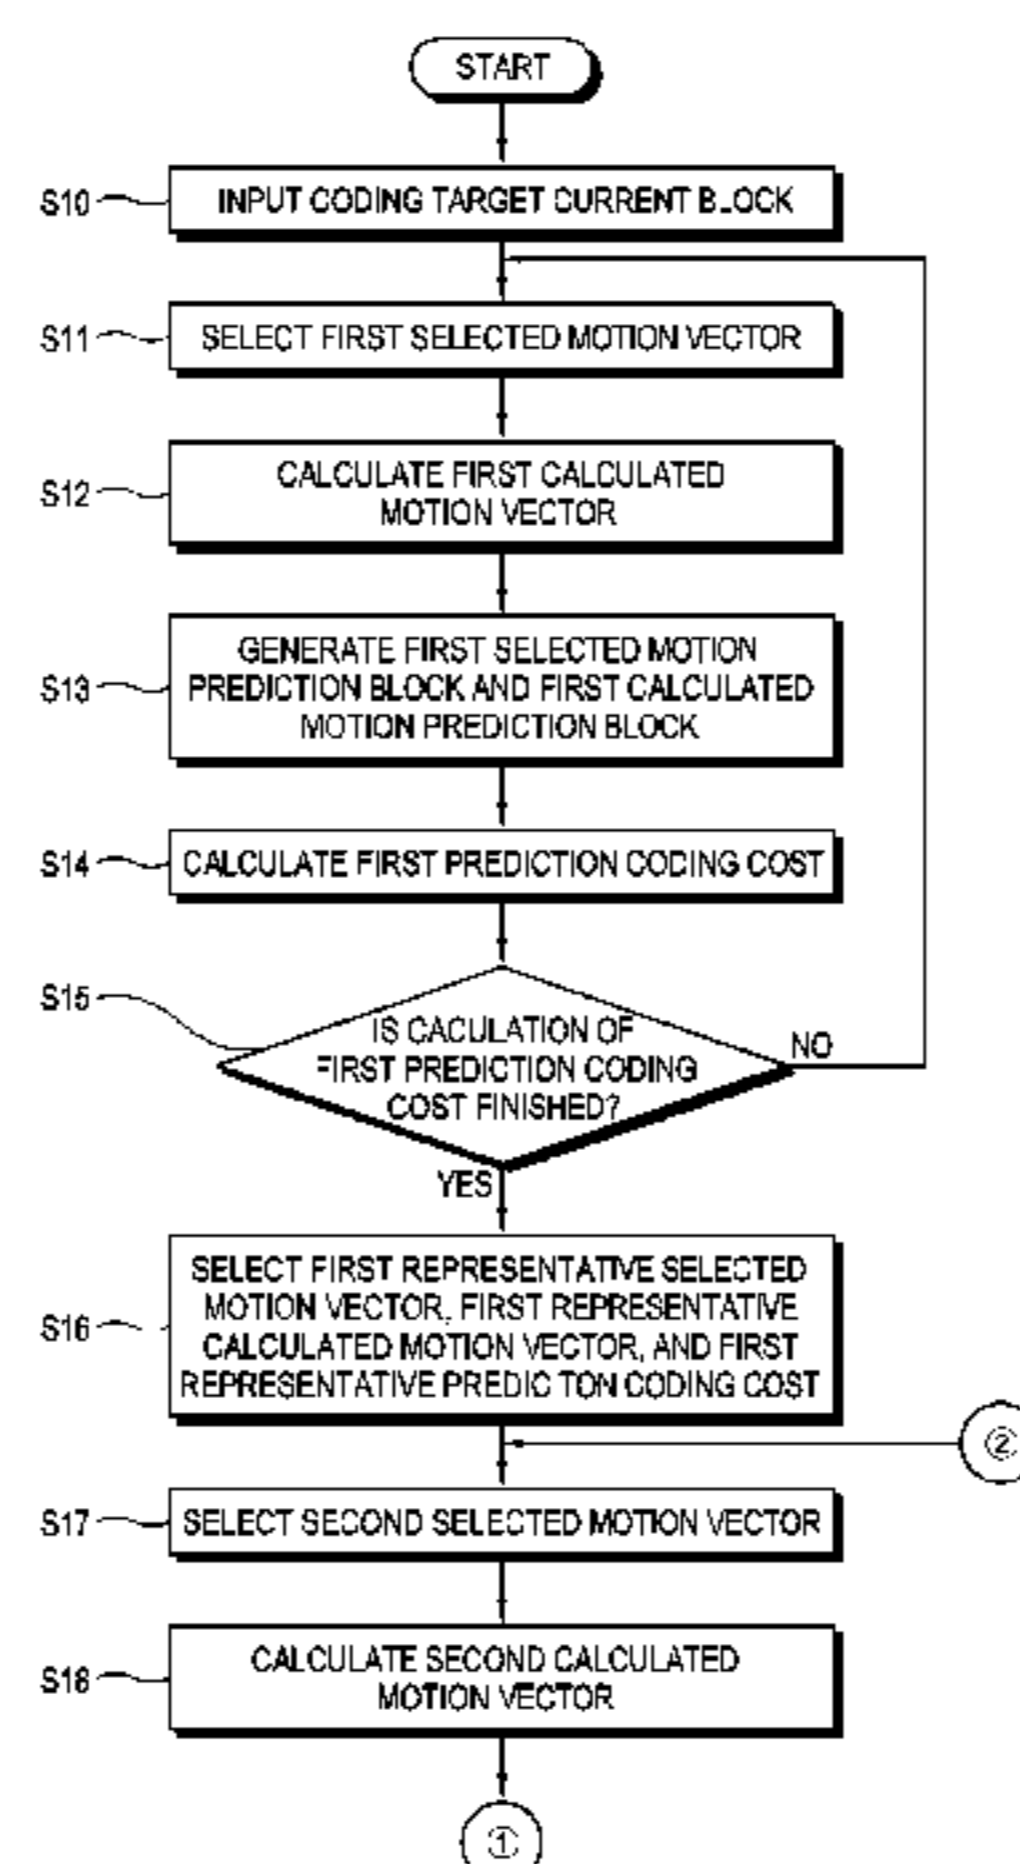 START
S10
INPUT CODING TARGET CURRENT BLOCK
S11
SELECT FIRST SELECTED MOTION VECTOR
S12
CALCULATE FIRST CALCULATED
MOTION VECTOR
S13
GENERATE FIRST SELECTED MOTION
PREDICTION BLOCK AND FIRST CALCULATED
MOTION PREDICTION BLOCK
S14
CALCULATE FIRST PREDICTION CODING COST
S15
IS CACULATION OF
FIRST PREDICTION CODING
COST FINISHED?
NO
YES
S16
SELECT FIRST REPRESENTATIVE SELECTED
MOTION VECTOR, FIRST REPRESENTATIVE
CALCULATED MOTION VECTOR, AND FIRST
REPRESENTATIVE PREDICTON CODING COST
②
S17
SELECT SECOND SELECTED MOTION VECTOR
S18
CALCULATE SECOND CALCULATED
MOTION VECTOR
①